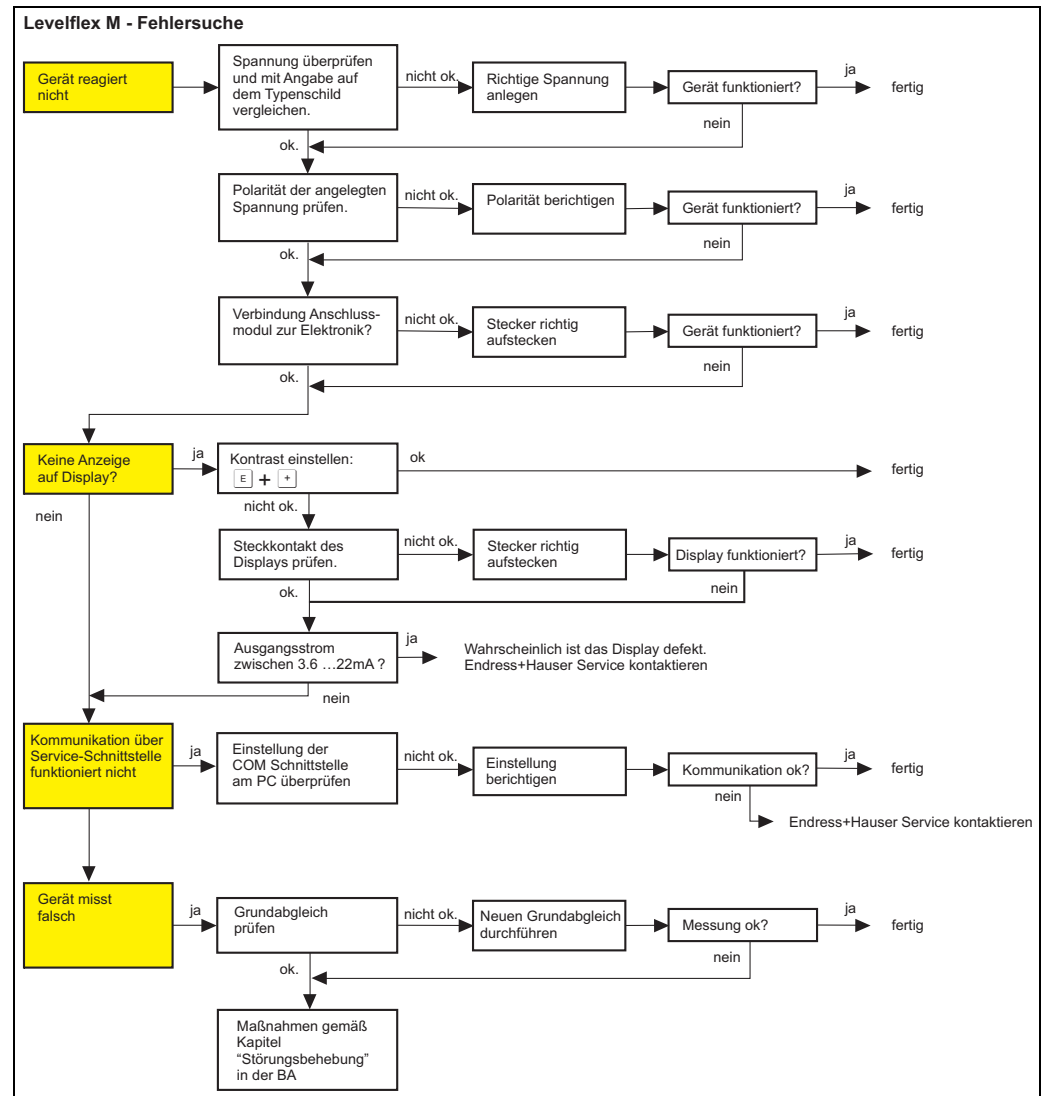 Levelflex M - Fehlersuche
Gerät reagiert
nicht
Spannung überprüfen
und mit Angabe auf
dem Typenschild
vergleichen.
nicht ok.
Richtige Spannung
anlegen
Gerät funktioniert?
ja
fertig
nein
ok.
Polarität der angelegten
Spannung prüfen.
nicht ok.
Polarität berichtigen
Gerät funktioniert?
ja
fertig
nein
ok.
Verbindung Anschluss-
modul zur Elektronik?
nicht ok.
Stecker richtig
aufstecken
Gerät funktioniert?
ja
fertig
nein
ok.
Keine Anzeige
auf Display?
ja
Kontrast einstellen:
E + +
ok
fertig
nein
nicht ok.
Steckkontakt des
Displays prüfen.
nicht ok.
Stecker richtig
aufstecken
Display funktioniert?
ja
fertig
nein
ok.
Ausgangsstrom
zwischen 3.6 ...22mA ?
ja
Wahrscheinlich ist das Display defekt.
Endress+Hauser Service kontaktieren
nein
Kommunikation über
Service-Schnittstelle
funktioniert nicht
ja
Einstellung der
COM Schnittstelle
am PC überprüfen
nicht ok.
Einstellung
berichtigen
Kommunikation ok?
ja
fertig
nein
Endress+Hauser Service kontaktieren
Gerät misst
falsch
ja
Grundabgleich
prüfen
nicht ok.
Neuen Grundabgleich
durchführen
Messung ok?
ja
fertig
nein
ok.
Maßnahmen gemäß
Kapitel
“Störungsbehebung”
in der BA